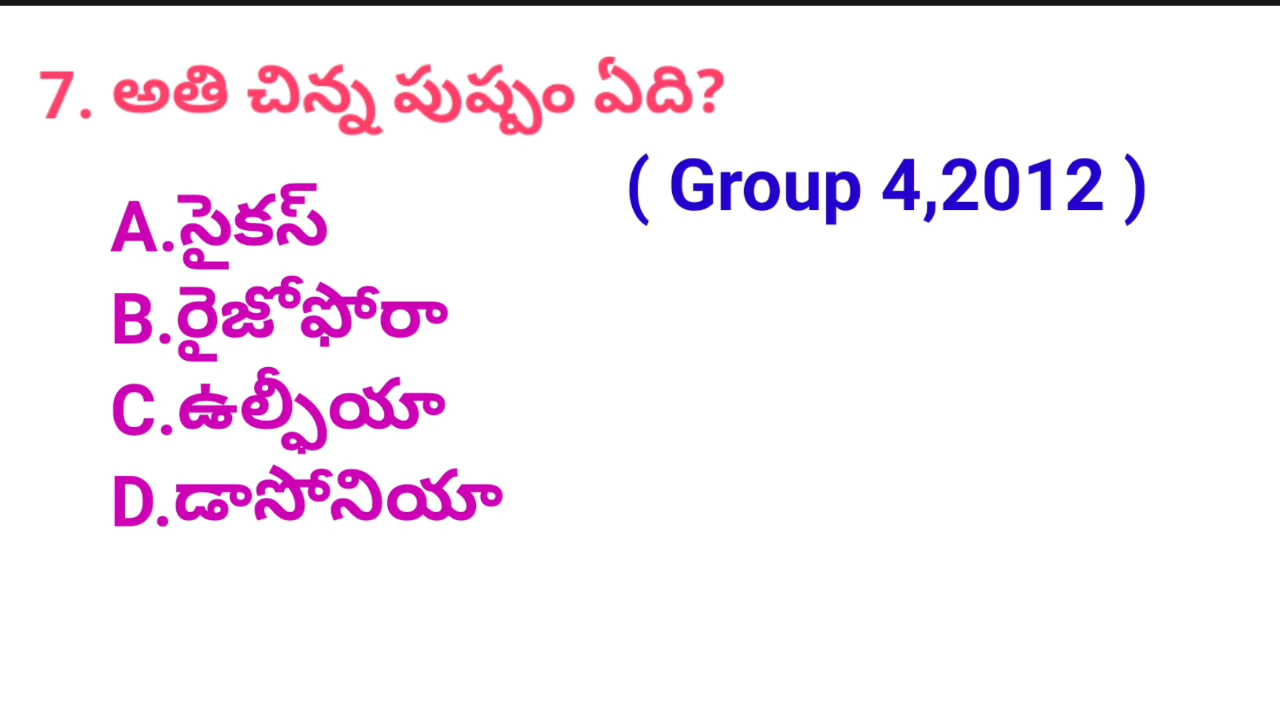 7. అతి చిన్న పుష్పం ఏది?
( Group 4,2012 )
A.సైకస్
B.రైజోఫోరా
C.ఉల్ఫీయా
D.డాసోనియా